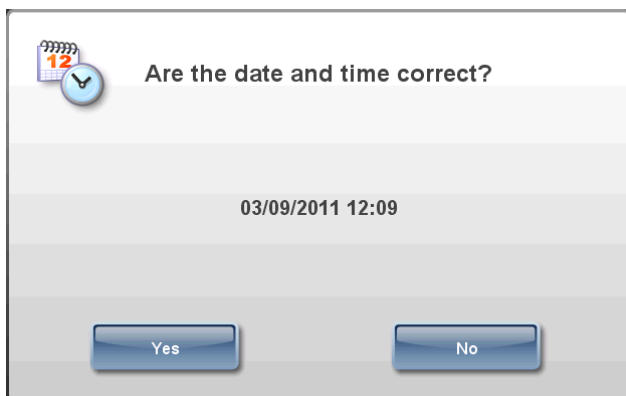 12
Are the date and time correct?
03/09/2011 12:09
Yes
No